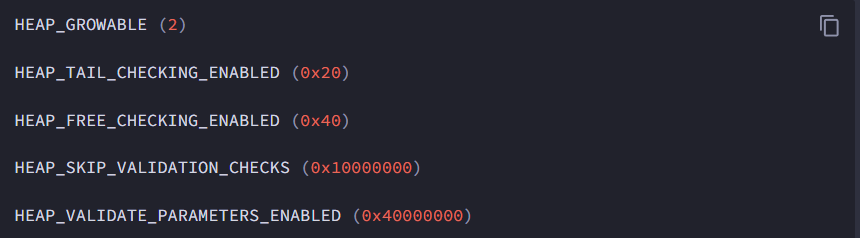 HEAP_GROWABLE (2)
HEAP_TAIL_CHECKING_ENABLED (0x20)
HEAP_FREE_CHECKING_ENABLED (0x40)
HEAP_SKIP_VALIDATION_CHECKS (0x10000000)
HEAP_VALIDATE_PARAMETERS_ENABLED (0x40000000)